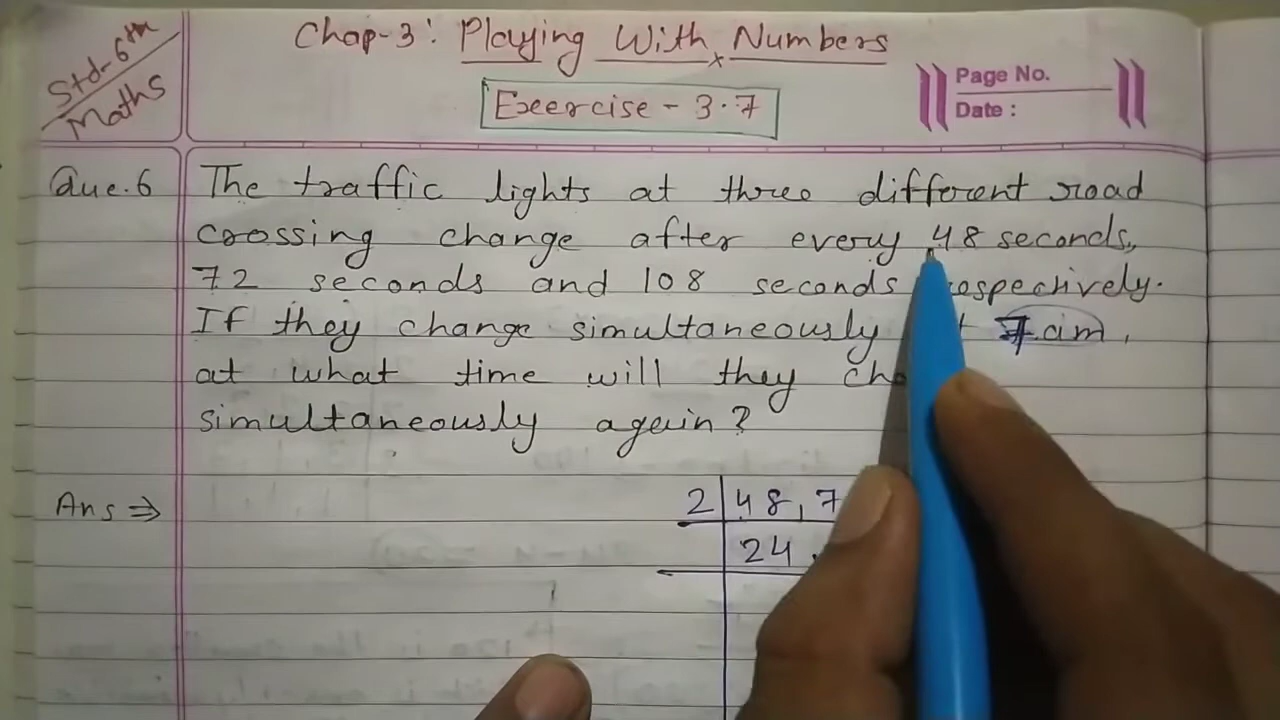 Std-6th
Maths
Chap-3: Playing With Numbers
Exercise - 3.7
Page No.
Date :
Que.6 The traffic lights at three different road
crossing change after every 48 seconds,
72 seconds and 108 seconds respectively.
If they change simultaneously 7 am,
at what time will they
simultaneously again?
Ans ⇒
2 48, 7
24